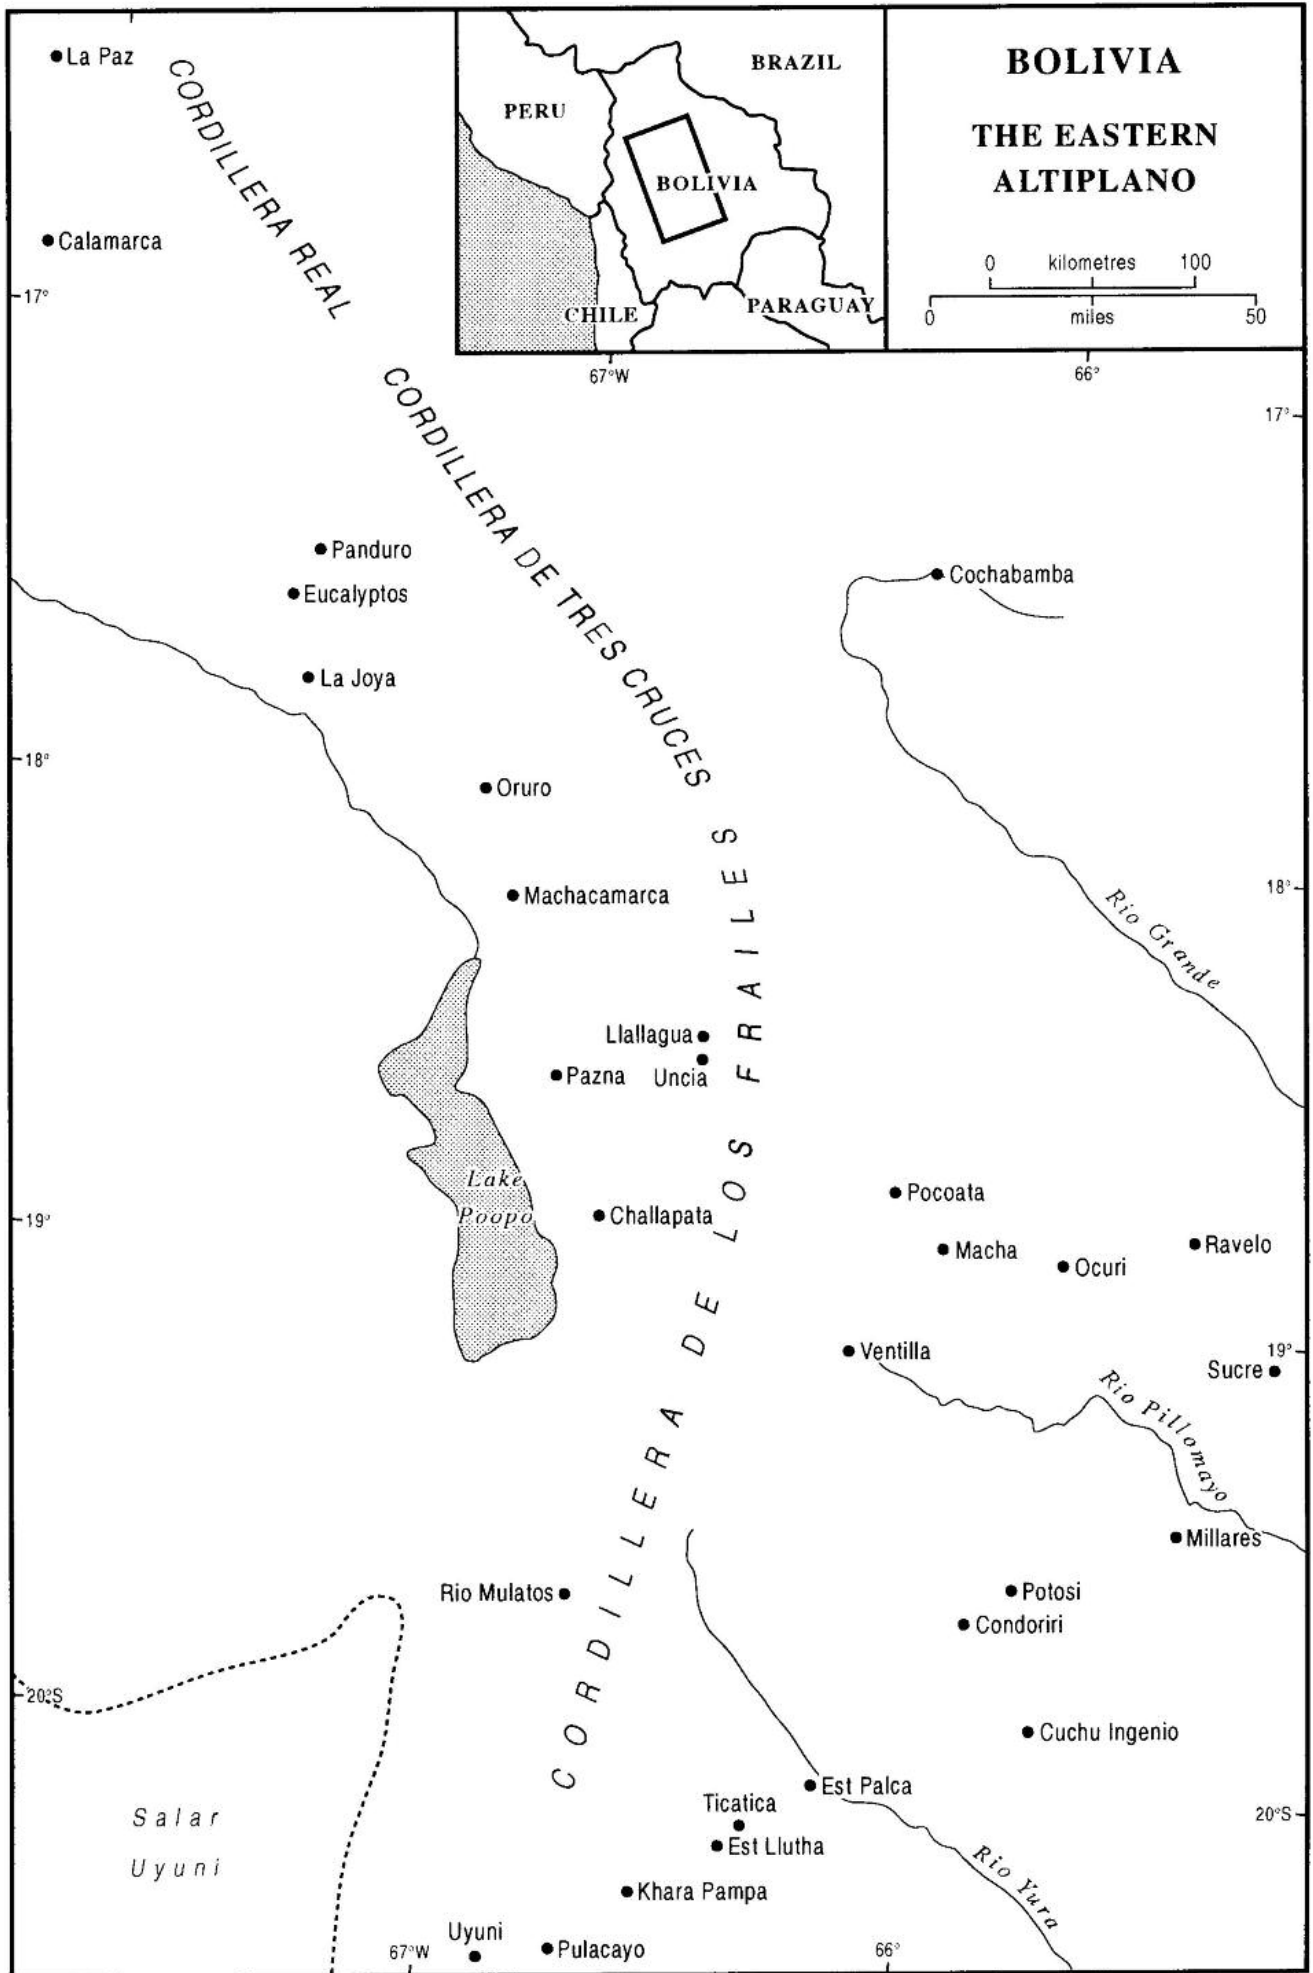 La Paz
CORDILLERA REAL
BRAZIL
PERU
BOLIVIA
CHILE
PARAGUAY
BOLIVIA
THE EASTERN
ALTIPLANO
0 kilometres 100
0 miles 50
Calamarca
17°
67°W
66°
17°
CORDILLERA DE TRES CRUCES
Panduro
Eucalyptos
Cochabamba
La Joya
18°
Oruro
Machacamarca
18°
Rio Grande
CORDILLERA DE LOS FRAILES
Llallagua
Uncia
Pazna
Lake
Poopo
19°
Challapata
Pocoata
Macha
Ocuri
Ravelo
Ventilla
19°
Sucre
Rio Pillomayo
Millares
Rio Mulatos
Potosi
Condoriri
20°S
Cuchu Ingenio
Est Palca
Ticatica
20°S
Salar
Uyuni
Est Llutha
Rio Yura
Khara Pampa
Uyuni
Pulacayo
67°W
66°